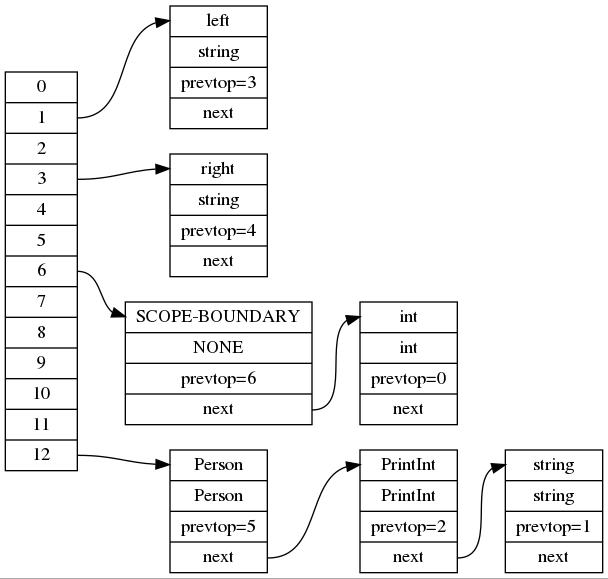 0
1
2
3
4
5
6
7
8
9
10
11
12
left
string
prevtop=3
next
right
string
prevtop=4
next
SCOPE-BOUNDARY
NONE
prevtop=6
next
int
int
prevtop=0
next
Person
Person
prevtop=5
next
PrintInt
PrintInt
prevtop=2
next
string
string
prevtop=1
next